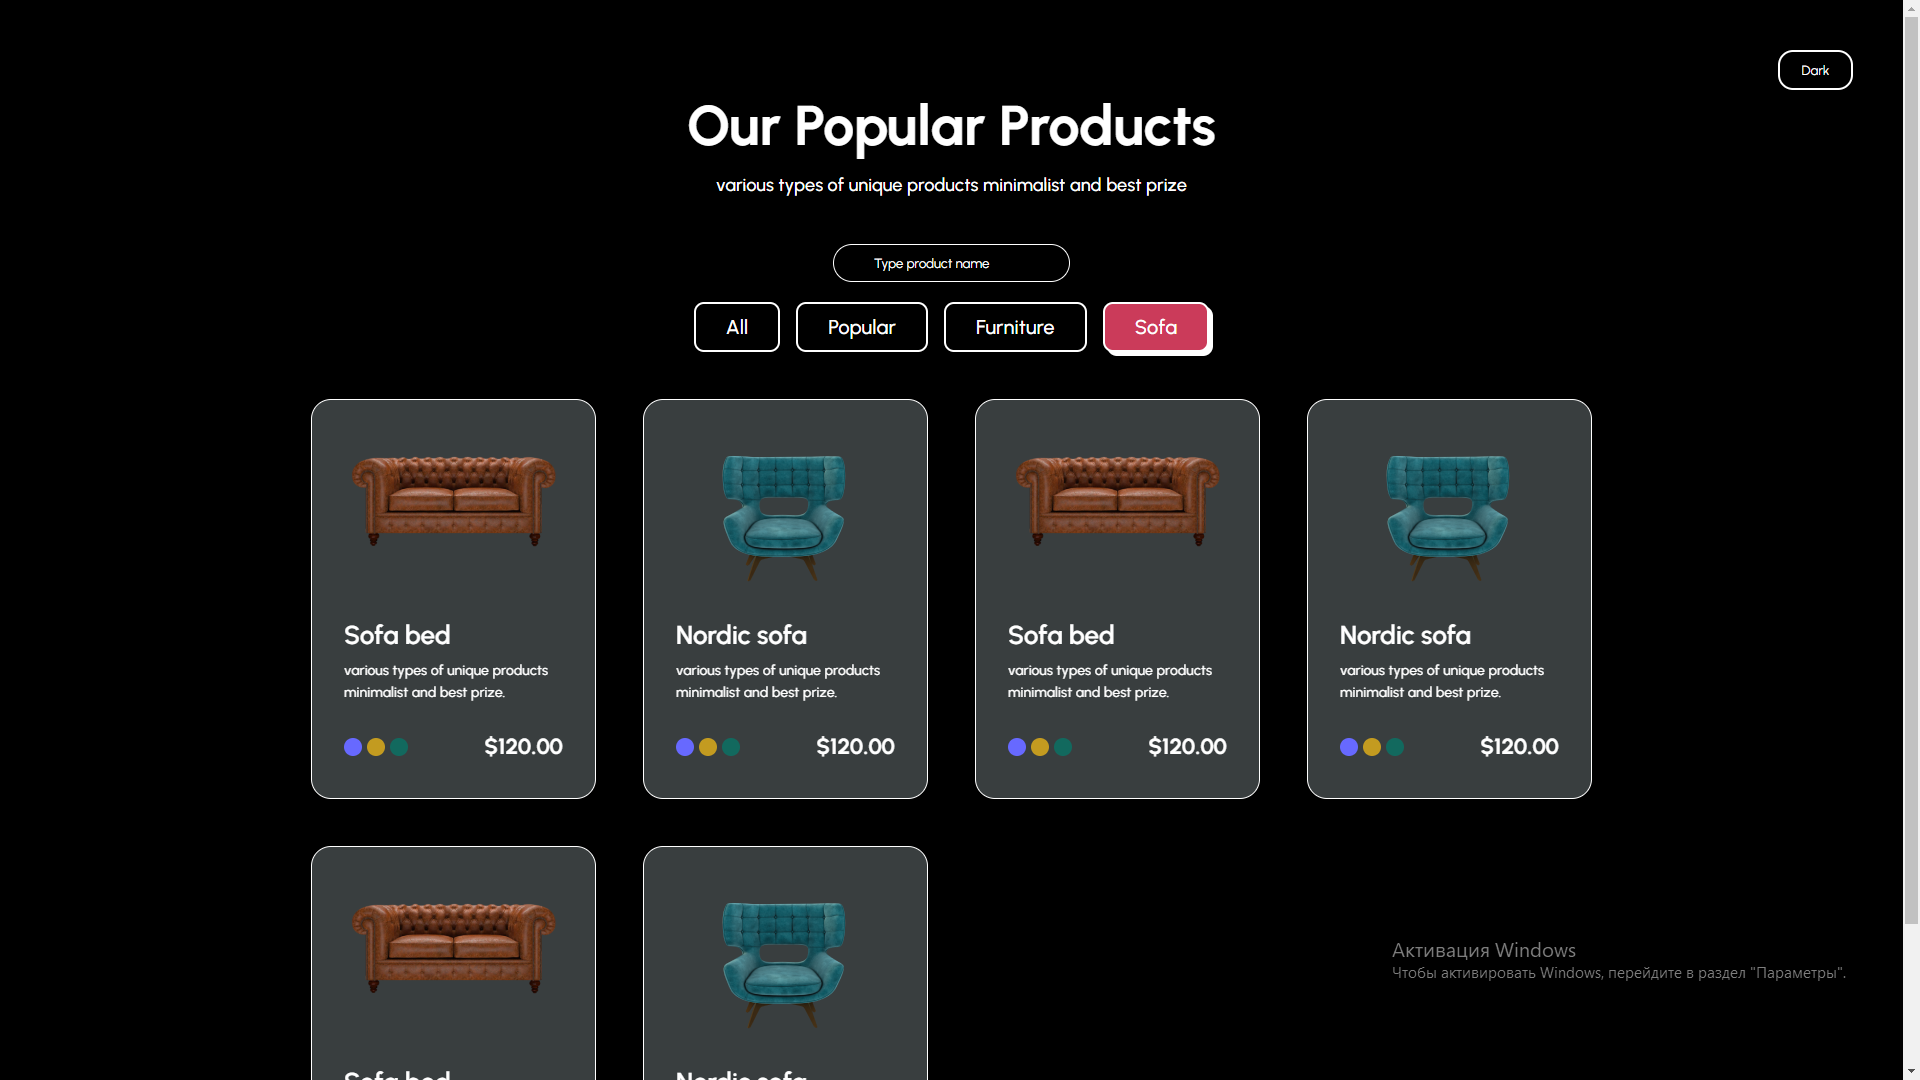 Dark
Our Popular Products
various types of unique products minimalist and best prize
Type product name
All
Popular
Furniture
Sofa
Sofa bed
various types of unique products
minimalist and best prize.
$120.00
Nordic sofa
various types of unique products
minimalist and best prize.
$120.00
Sofa bed
various types of unique products
minimalist and best prize.
$120.00
Nordic sofa
various types of unique products
minimalist and best prize.
$120.00
Sofa bed
Nordic sofa
Активация Windows
Чтобы активировать Windows, перейдите в раздел "Параметры".